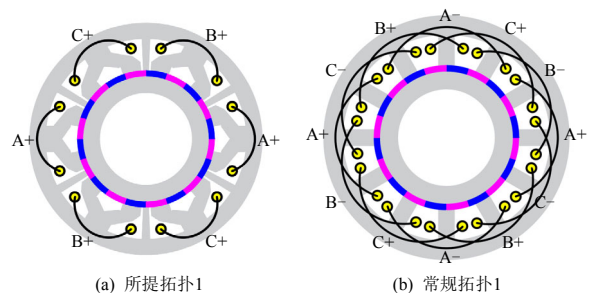 C+ B+
A+ A+
B+ C+
(a) 所提拓扑1
A−
B+ C+
C− B−
A+ A+
B− C−
C+ B+
A−
(b) 常规拓扑1